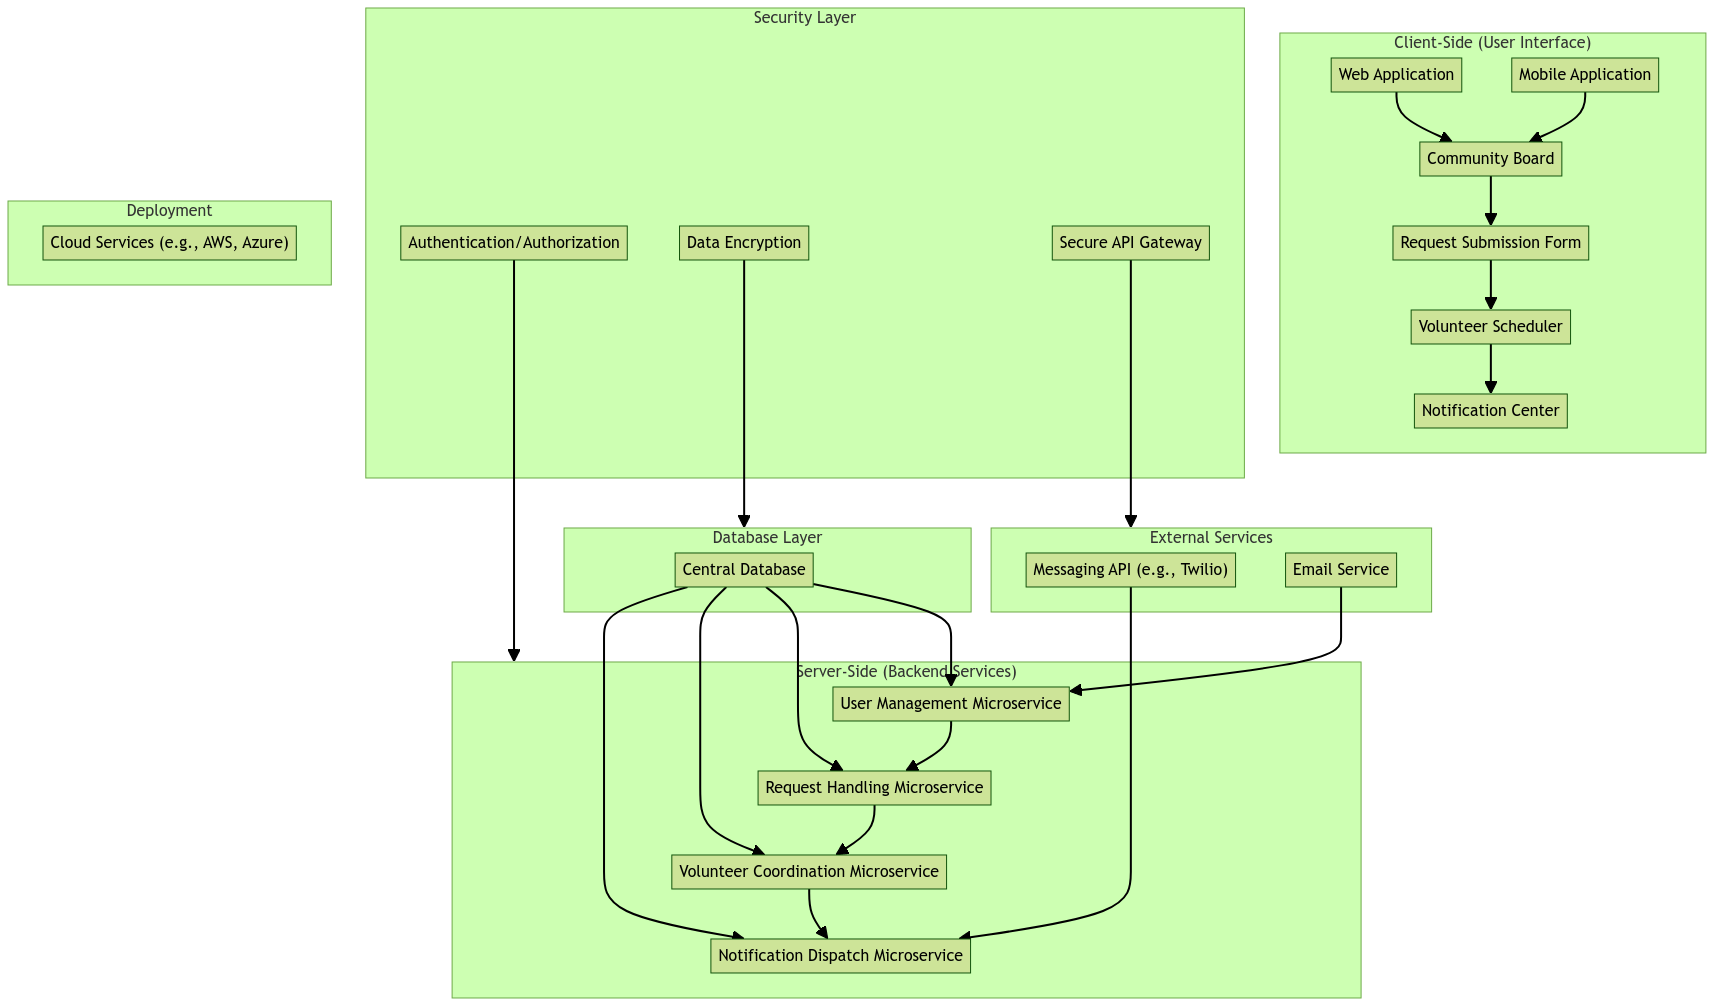 Security Layer
Authentication/Authorization
Data Encryption
Secure API Gateway
Client-Side (User Interface)
Web Application
Mobile Application
Community Board
Request Submission Form
Volunteer Scheduler
Notification Center
Deployment
Cloud Services (e.g., AWS, Azure)
Database Layer
Central Database
External Services
Messaging API (e.g., Twilio)
Email Service
Server-Side (Backend Services)
User Management Microservice
Request Handling Microservice
Volunteer Coordination Microservice
Notification Dispatch Microservice